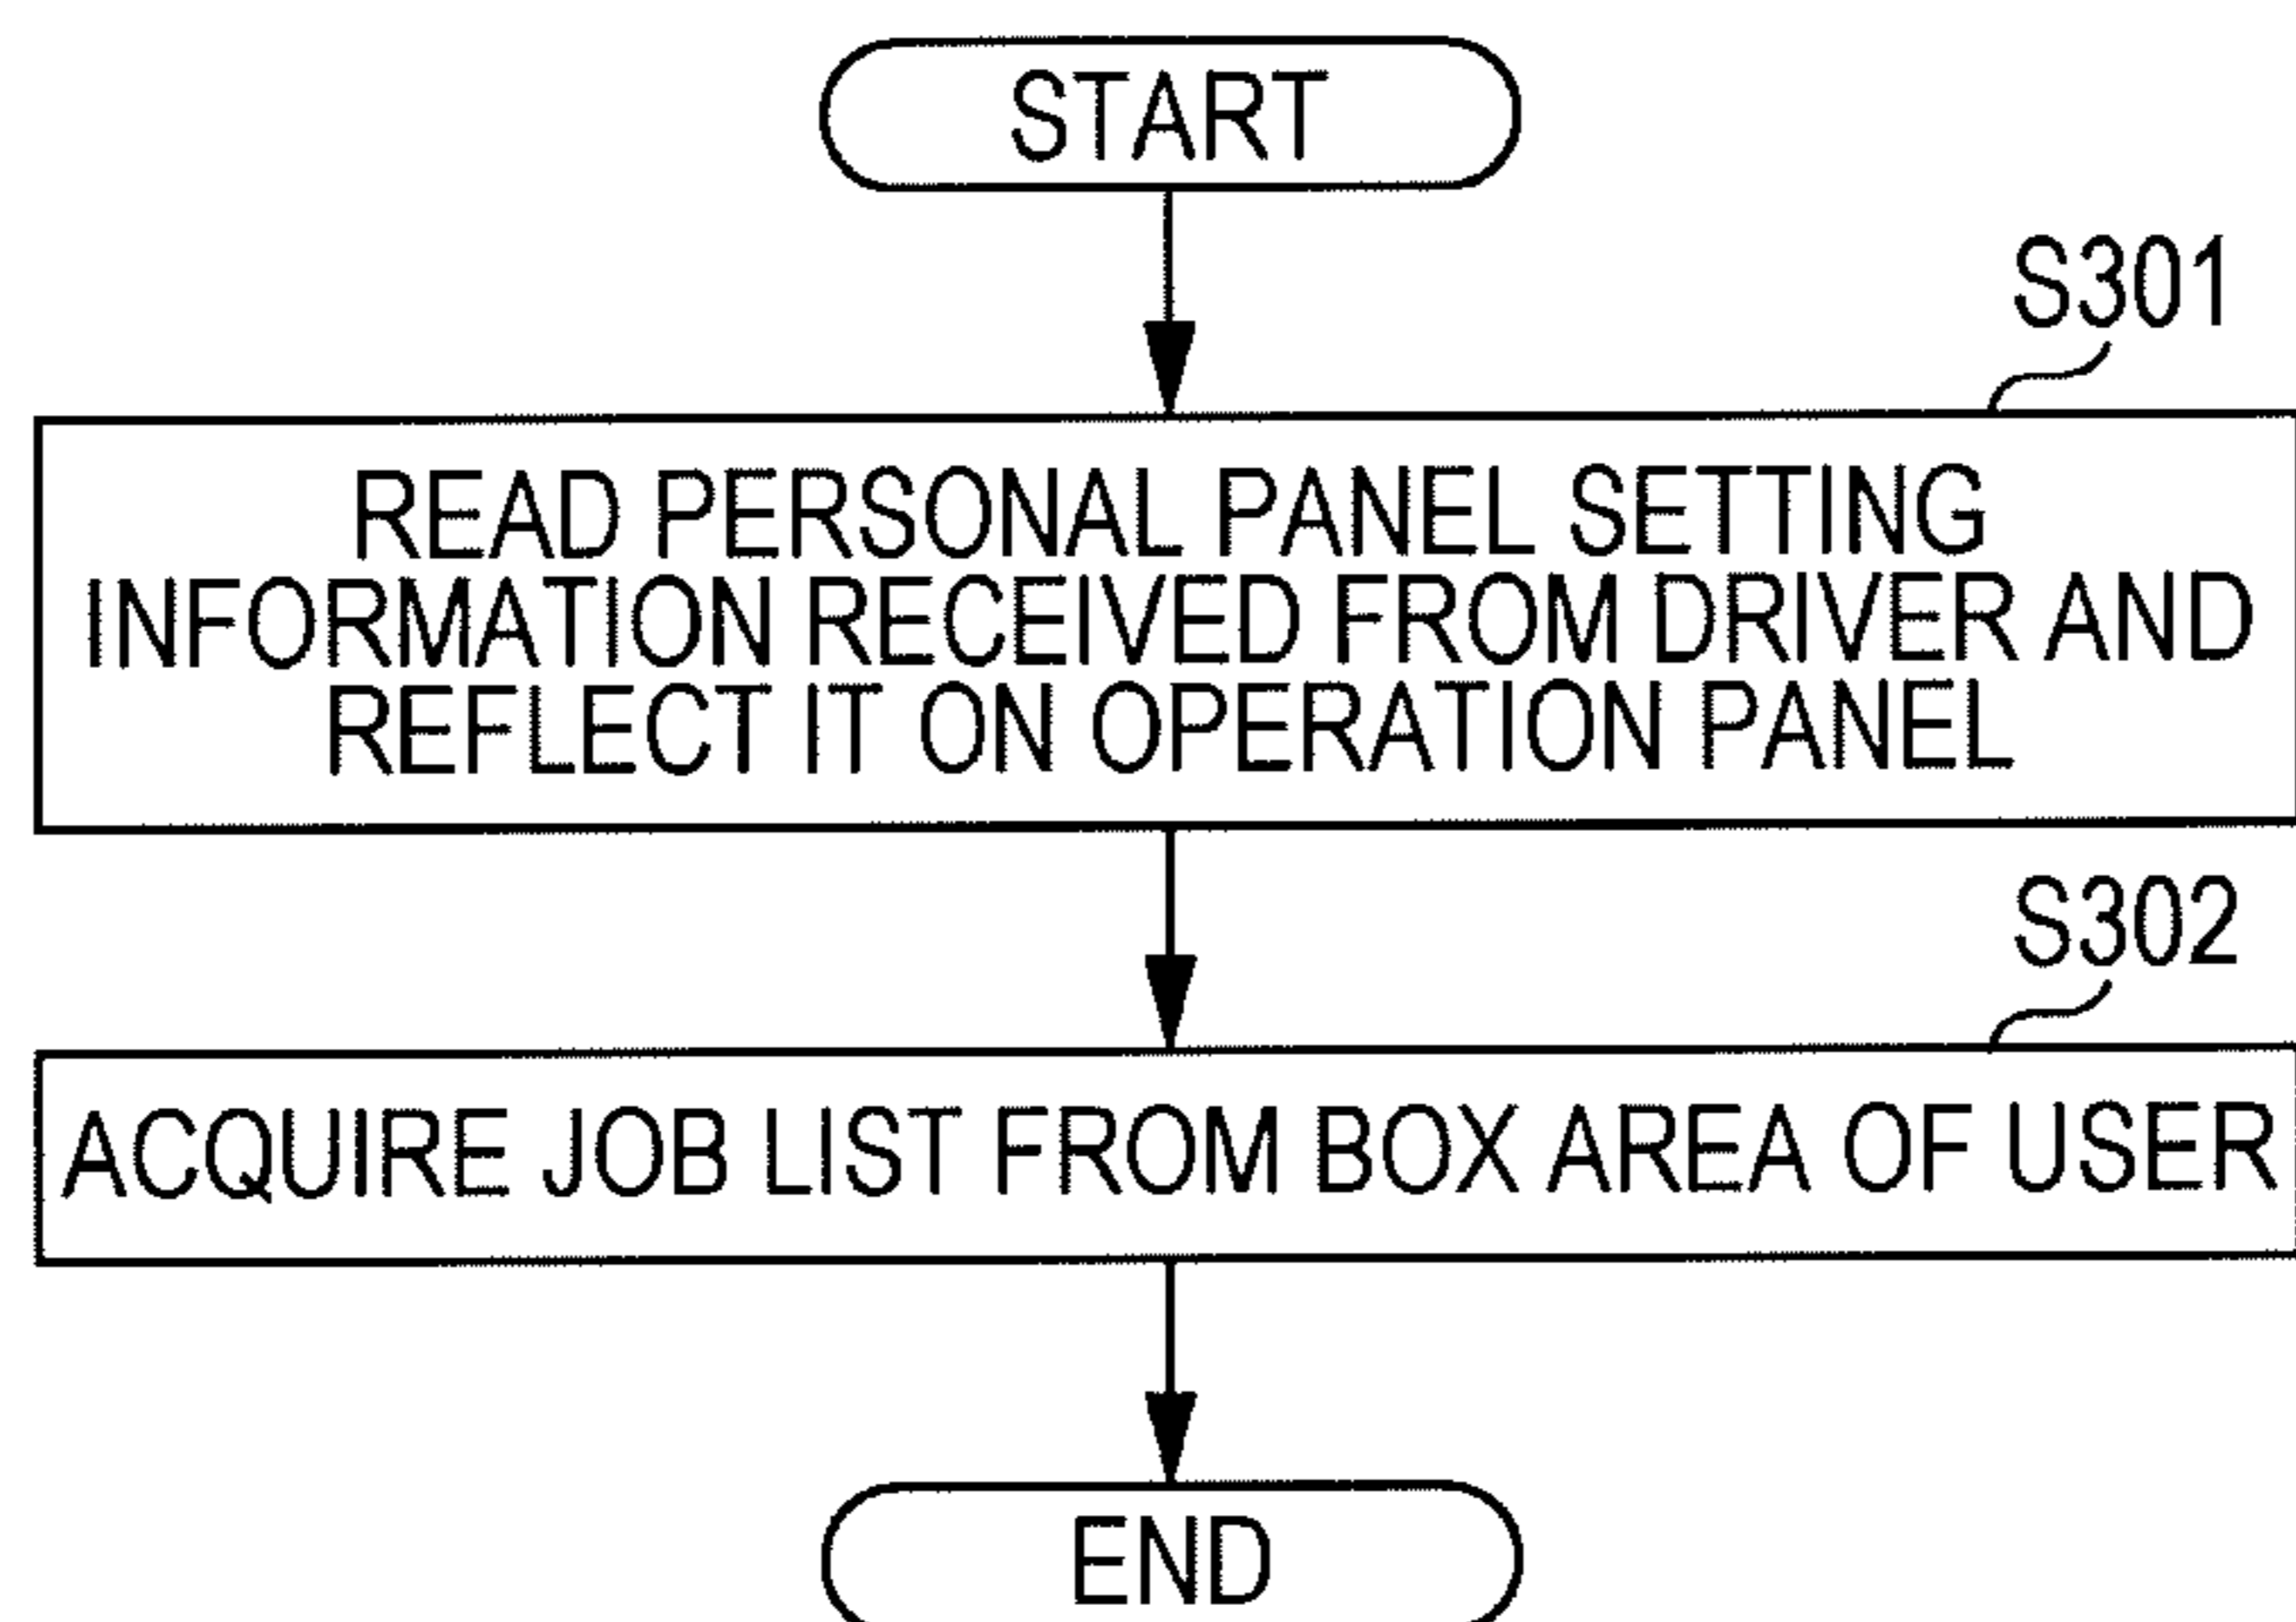 START
S301
READ PERSONAL PANEL SETTING
INFORMATION RECEIVED FROM DRIVER AND
REFLECT IT ON OPERATION PANEL
S302
ACQUIRE JOB LIST FROM BOX AREA OF USER
END